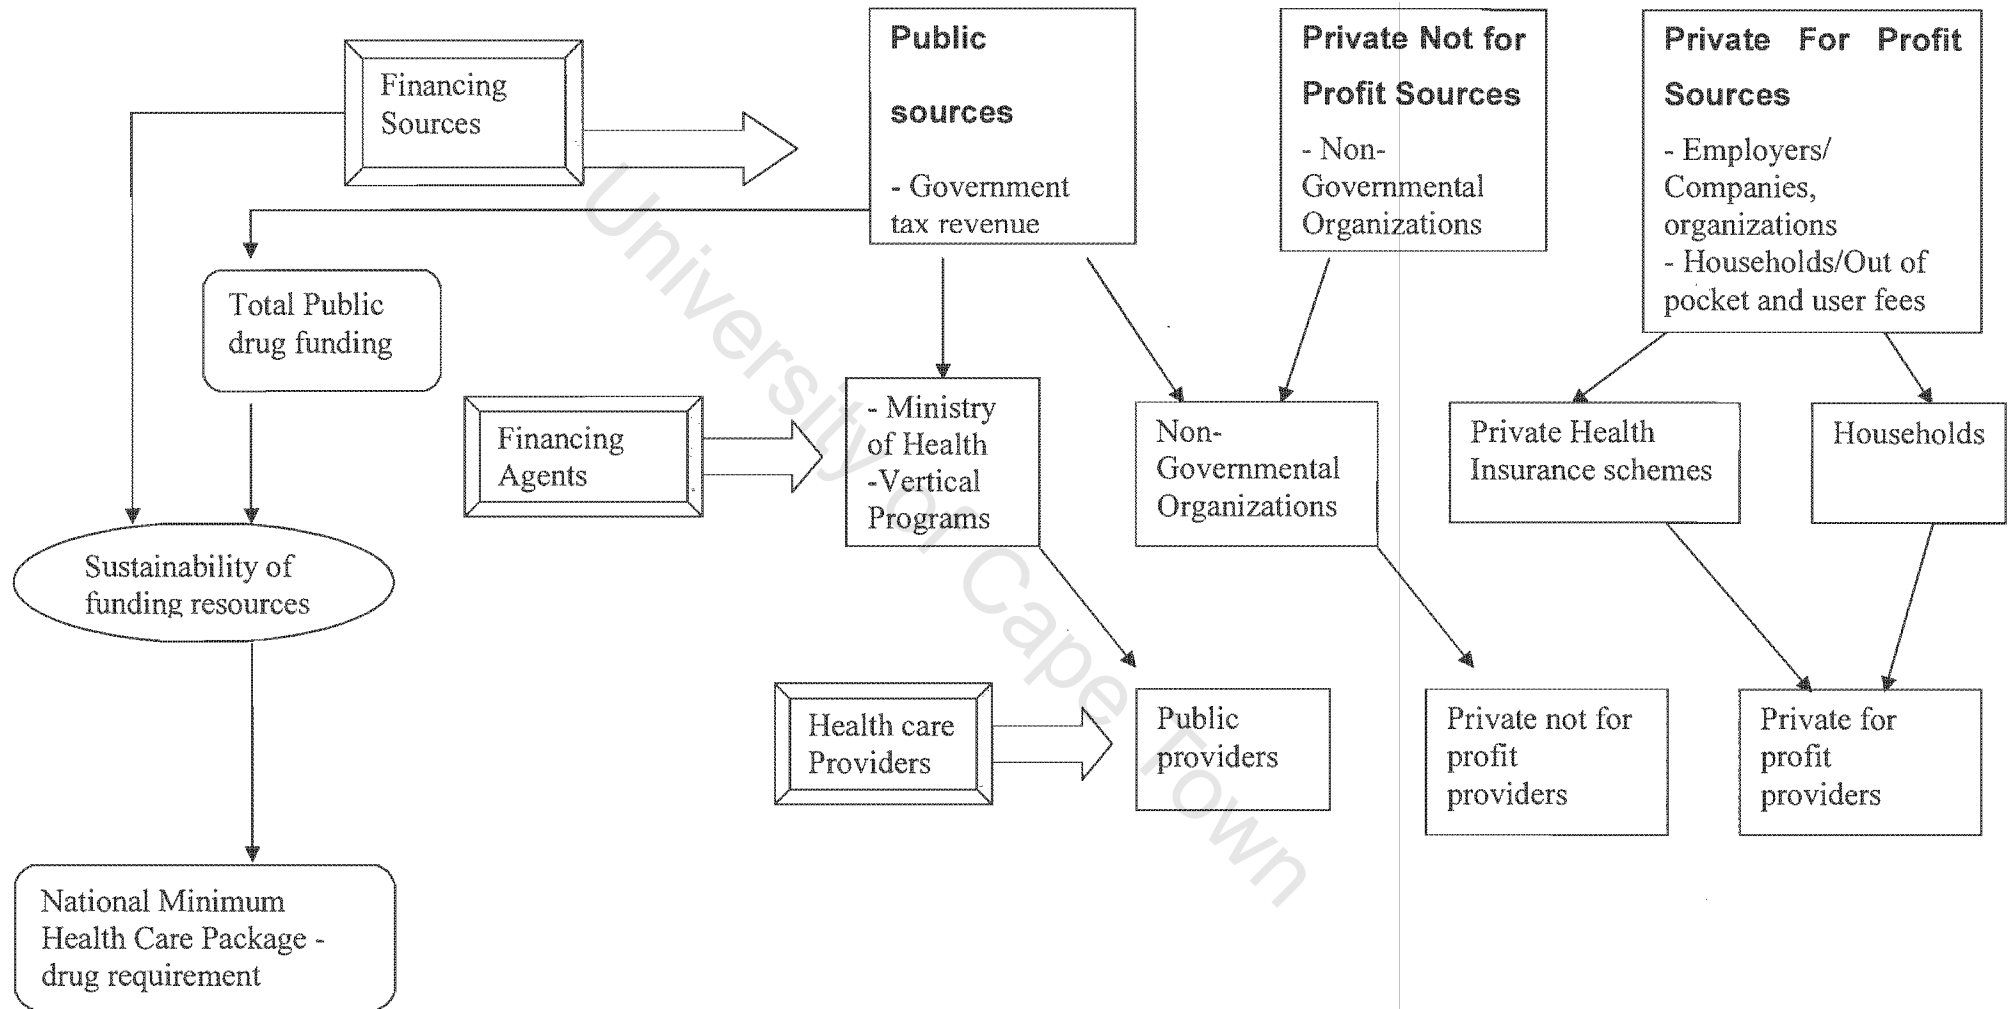 Financing
Sources
Public
sources
- Government
tax revenue
Private Not for
Profit Sources
- Non-
Governmental
Organizations
Private For Profit
Sources
- Employers/
Companies,
organizations
- Households/Out of
pocket and user fees
Total Public
drug funding
Financing
Agents
- Ministry
of Health
-Vertical
Programs
Non-
Governmental
Organizations
Private Health
Insurance schemes
Households
Sustainability of
funding resources
Health care
Providers
Public
providers
Private not for
profit
providers
Private for
profit
providers
National Minimum
Health Care Package -
drug requirement
University of Cape Town